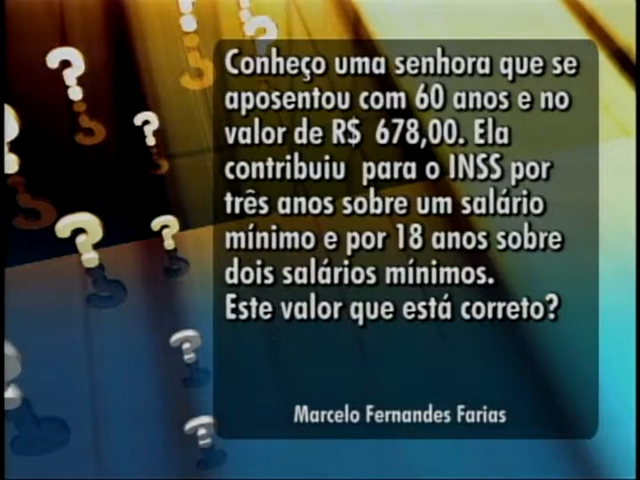 Conheço uma senhora que se
aposentou com 60 anos e no
valor de R$ 678,00. Ela
contribuiu para o INSS por
três anos sobre um salário
mínimo e por 18 anos sobre
dois salários mínimos.
Este valor que está correto?
Marcelo Fernandes Farias